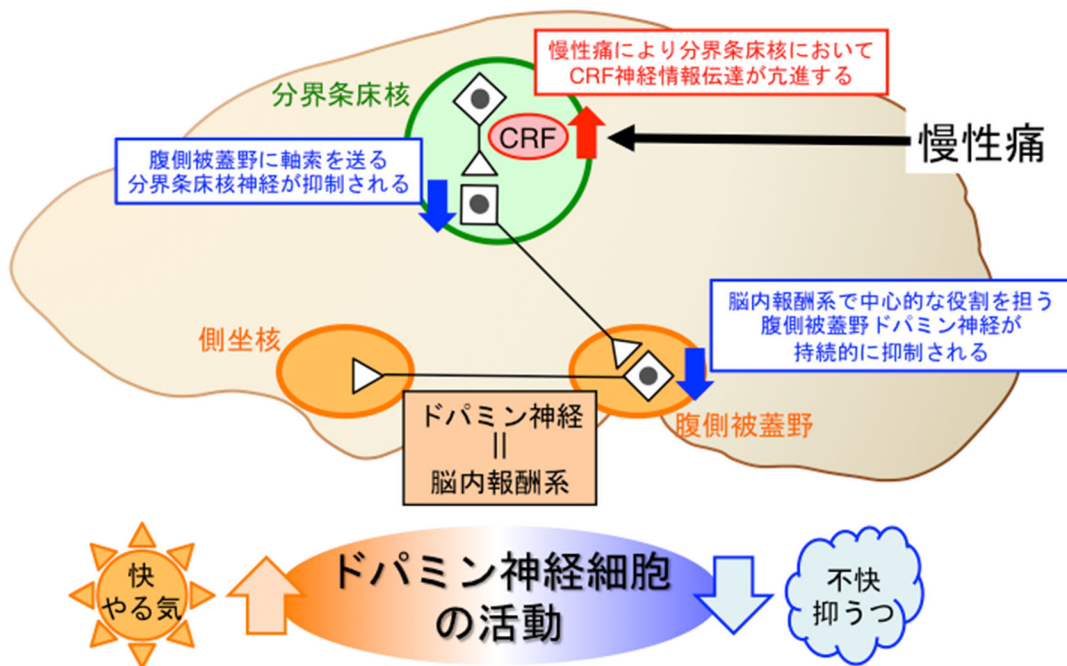 慢性痛により分界条床核において
CRF神経情報伝達が亢進する
分界条床核
CRF
慢性痛
腹側被蓋野に軸索を送る
分界条床核神経が抑制される
脳内報酬系で中心的な役割を担う
腹側被蓋野ドパミン神経が
持続的に抑制される
側坐核
腹側被蓋野
ドパミン神経
=
脳内報酬系
快
やる気
ドパミン神経細胞
の活動
不快
抑うつ